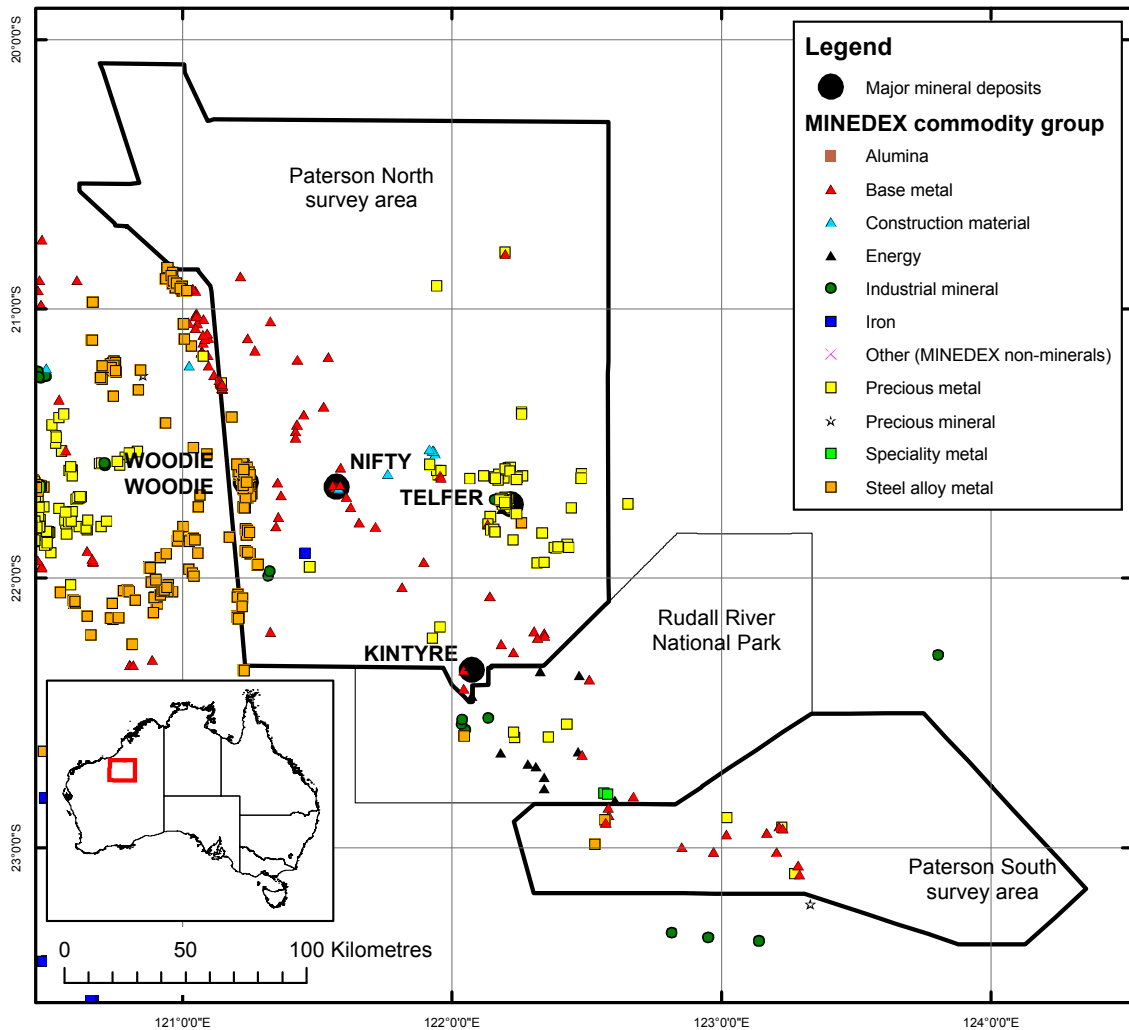 20°0'0"S
21°0'0"S
22°0'0"S
23°0'0"S
Legend
Major mineral deposits
MINEDEX commodity group
Alumina
Base metal
Construction material
Energy
Industrial mineral
Iron
Other (MINEDEX non-minerals)
Precious metal
Precious mineral
Speciality metal
Steel alloy metal
Paterson North
survey area
WOODIE
WOODIE
NIFTY
TELFER
KINTYRE
Rudall River
National Park
Paterson South
survey area
0 50 100 Kilometres
121°0'0"E
122°0'0"E
123°0'0"E
124°0'0"E